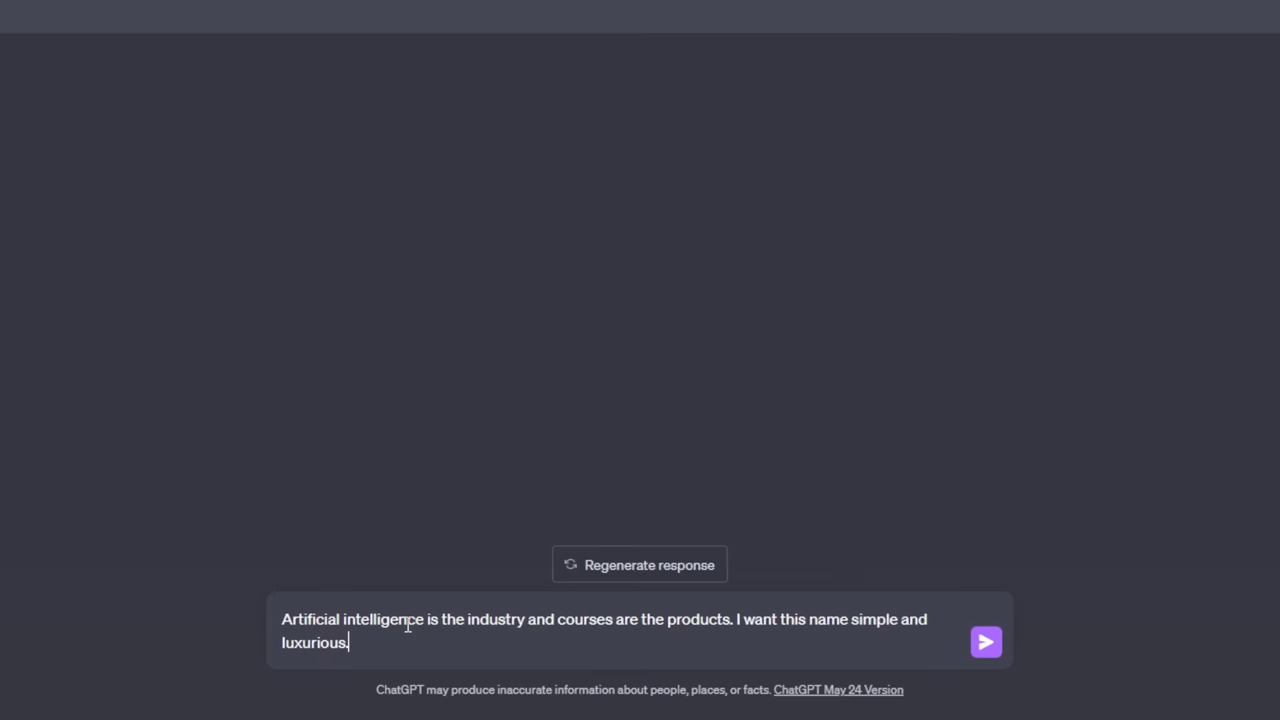 Regenerate response
Artificial intelligence is the industry and courses are the products. I want this name simple and
luxurious.
ChatGPT may produce inaccurate information about people, places, or facts. ChatGPT May 24 Version